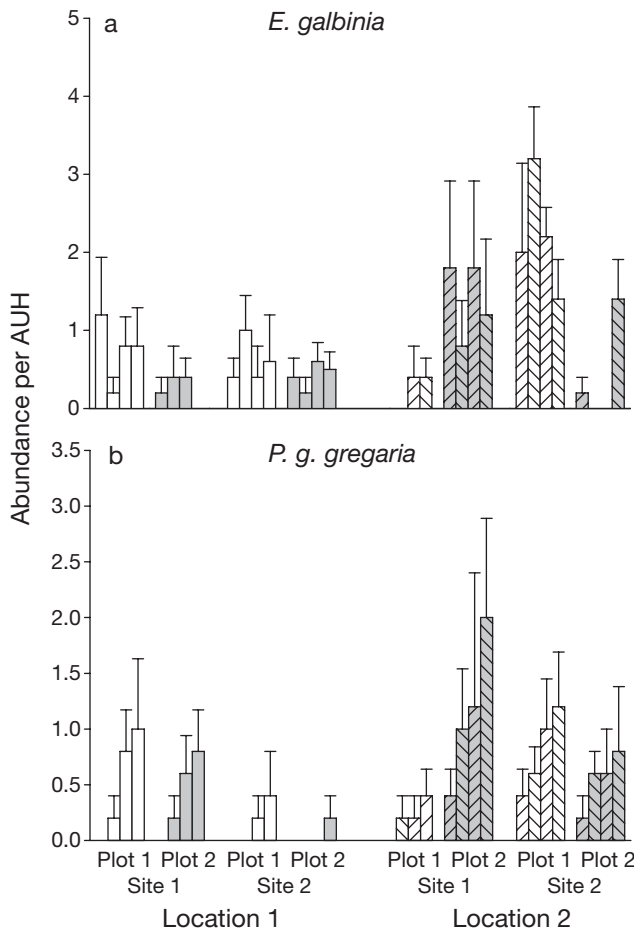 a
E. galbinia
5
4
3
2
1
0
Abundance per AUH
b
P. g. gregaria
3.5
3.0
2.5
2.0
1.5
1.0
0.5
0.0
Plot 1 Plot 2 Plot 1 Plot 2 Plot 1 Plot 2 Plot 1 Plot 2
Site 1 Site 2 Site 1 Site 2
Location 1 Location 2